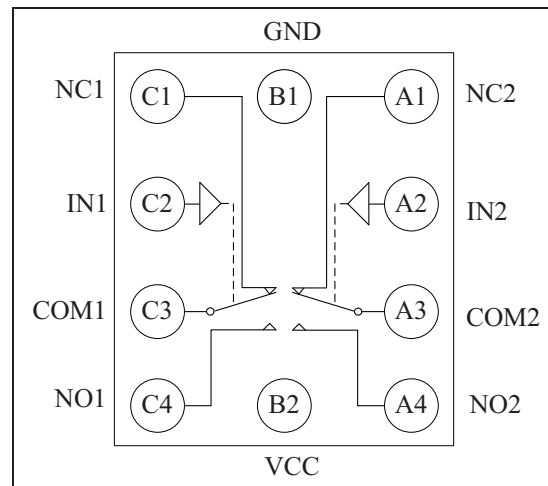 GND
NC1 C1 B1 A1 NC2
IN1 C2 A2 IN2
COM1 C3 A3 COM2
NO1 C4 B2 A4 NO2
VCC